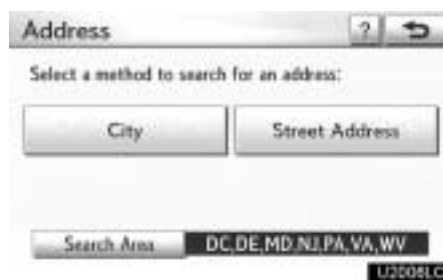 Address ?
Select a method to search for an address:
City Street Address
Search Area DC,DE,MD,NJ,PA,VA,WV
U2008LC